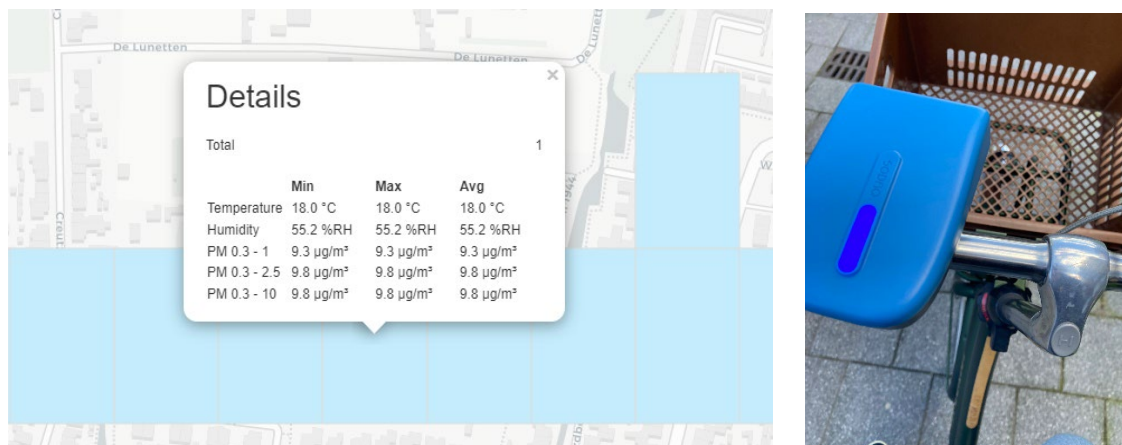 De Lunetten
De Lunetten
De Lunet
Details
×
Total 1
Min Max Avg
Temperature 18.0 °C 18.0 °C 18.0 °C
Humidity 55.2 %RH 55.2 %RH 55.2 %RH
PM 0.3 - 1 9.3 µg/m³ 9.3 µg/m³ 9.3 µg/m³
PM 0.3 - 2.5 9.8 µg/m³ 9.8 µg/m³ 9.8 µg/m³
PM 0.3 - 10 9.8 µg/m³ 9.8 µg/m³ 9.8 µg/m³
W
1944
Creut